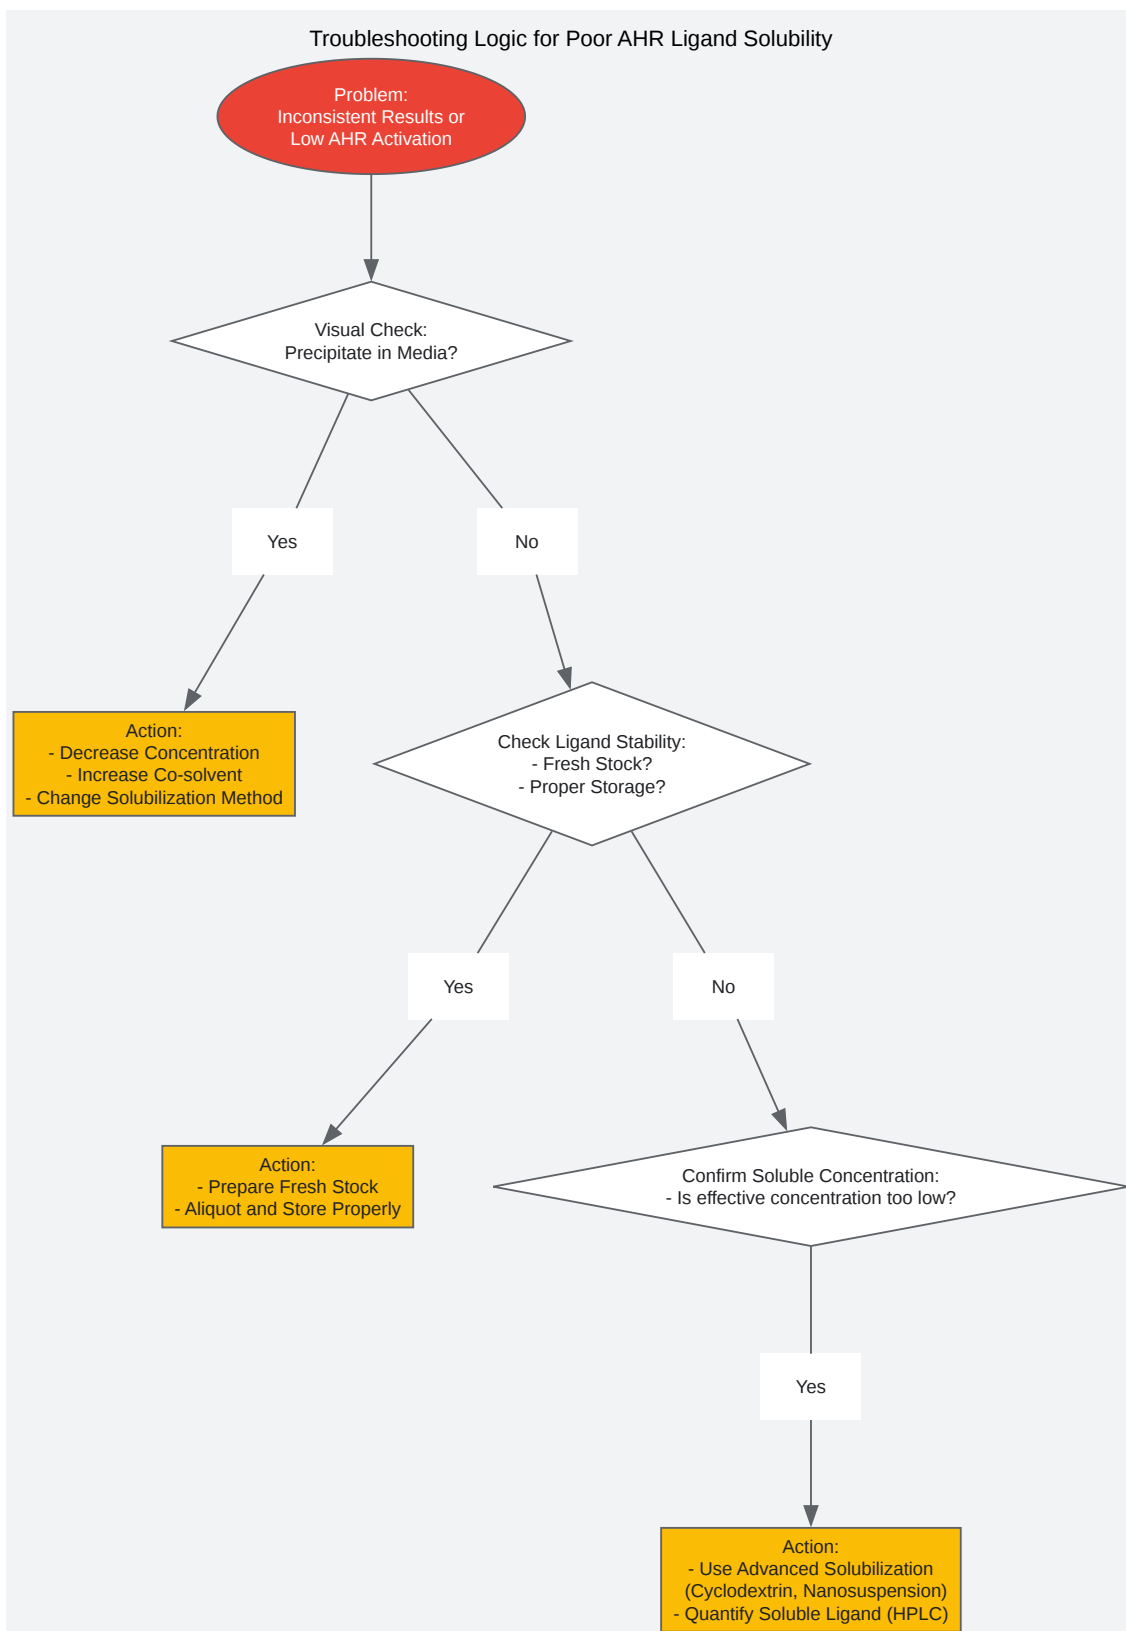 Troubleshooting Logic for Poor AHR Ligand Solubility
Problem:
Inconsistent Results or
Low AHR Activation
Visual Check:
Precipitate in Media?
Yes
No
Action:
- Decrease Concentration
- Increase Co-solvent
- Change Solubilization Method
Check Ligand Stability:
- Fresh Stock?
- Proper Storage?
Yes
No
Action:
- Prepare Fresh Stock
- Aliquot and Store Properly
Confirm Soluble Concentration:
- Is effective concentration too low?
Yes
Action:
- Use Advanced Solubilization
(Cyclodextrin, Nanosuspension)
- Quantify Soluble Ligand (HPLC)